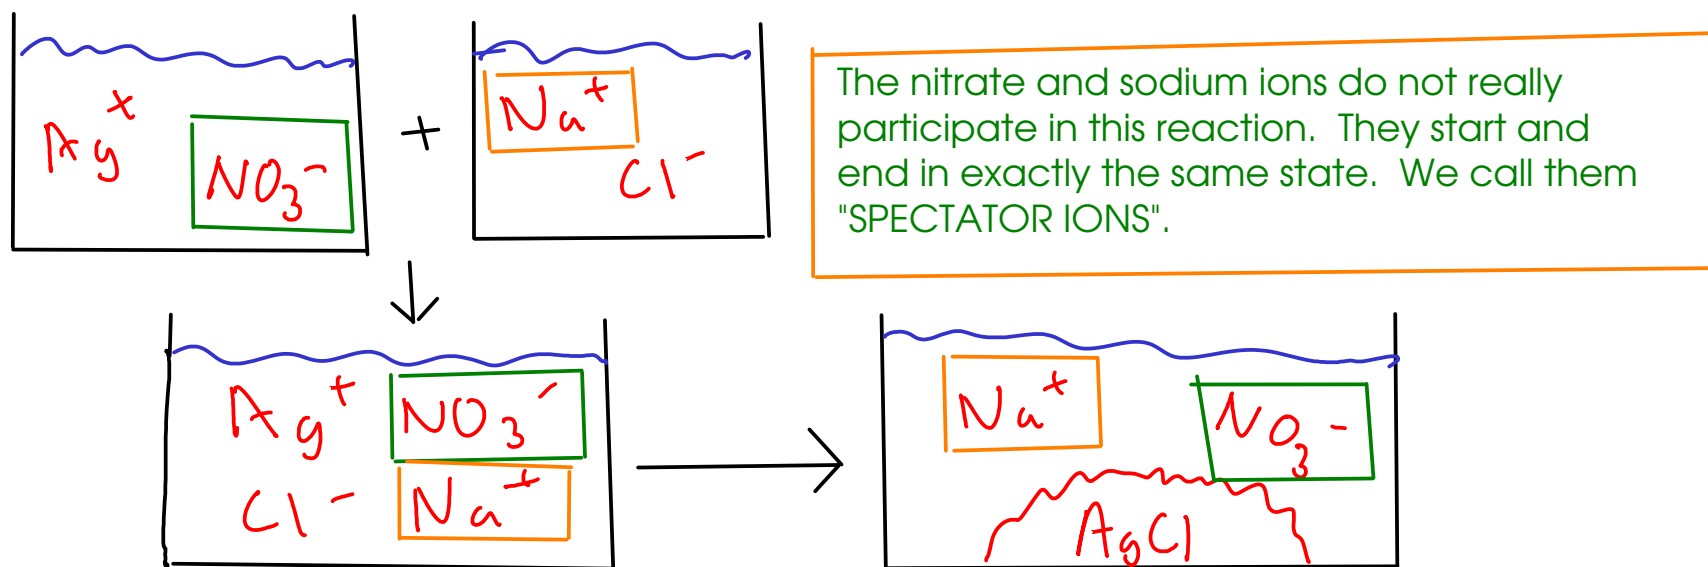 Ag⁺ NO₃⁻ + Na⁺ Cl⁻
The nitrate and sodium ions do not really
participate in this reaction. They start and
end in exactly the same state. We call them
"SPECTATOR IONS".
Ag⁺ NO₃⁻
Cl⁻ Na⁺
Na⁺ NO₃⁻
AgCl